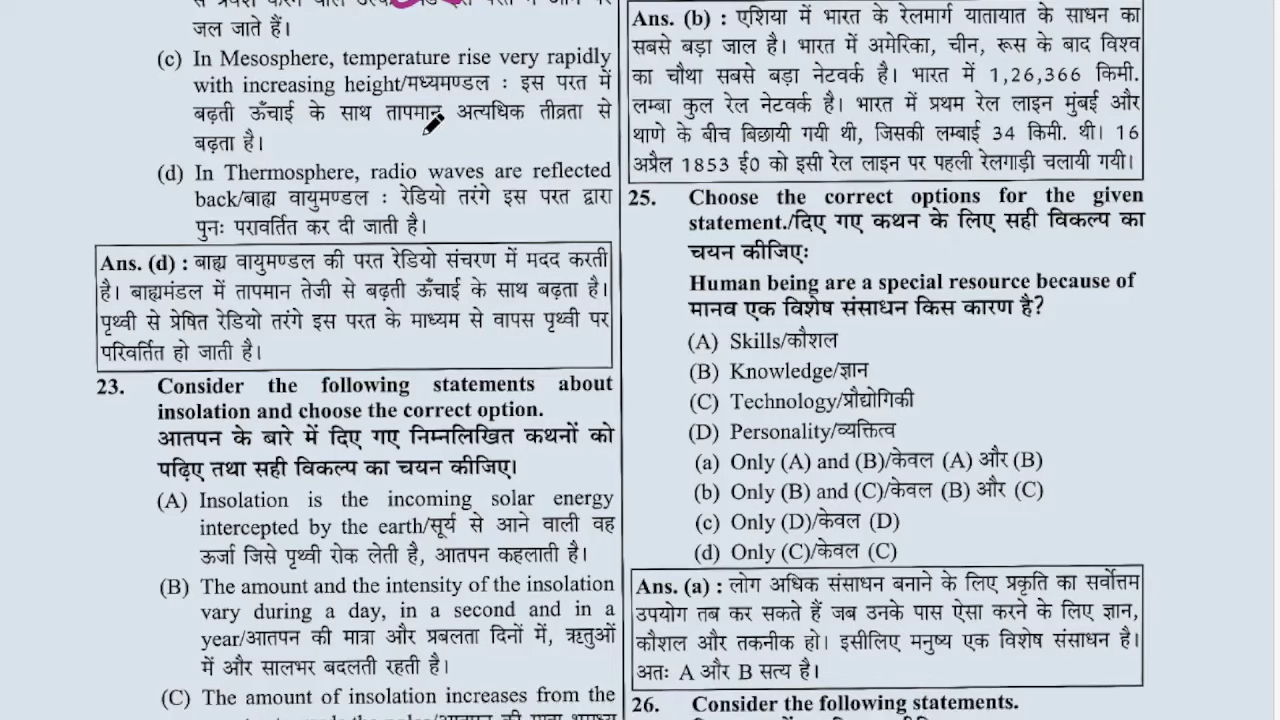 जल जाते हैं।
(c) In Mesosphere, temperature rise very rapidly
with increasing height/मध्यमण्डल : इस परत में
बढ़ती ऊँचाई के साथ तापमान अत्यधिक तीव्रता से
बढ़ता है।
(d) In Thermosphere, radio waves are reflected
back/बाह्य वायुमण्डल : रेडियो तरंगे इस परत द्वारा
पुनः परावर्तित कर दी जाती है।
Ans. (d) : बाह्य वायुमण्डल की परत रेडियो संचरण में मदद करती
है। बाह्यमंडल में तापमान तेजी से बढ़ती ऊँचाई के साथ बढ़ता है।
पृथ्वी से प्रेषित रेडियो तरंगे इस परत के माध्यम से वापस पृथ्वी पर
परिवर्तित हो जाती है।
23. Consider the following statements about
insolation and choose the correct option.
आतपन के बारे में दिए गए निम्नलिखित कथनों को
पढ़िए तथा सही विकल्प का चयन कीजिए।
(A) Insolation is the incoming solar energy
intercepted by the earth/सूर्य से आने वाली वह
ऊर्जा जिसे पृथ्वी रोक लेती है, आतपन कहलाती है।
(B) The amount and the intensity of the insolation
vary during a day, in a second and in a
year/आतपन की मात्रा और प्रबलता दिनों में, ऋतुओं
में और सालभर बदलती रहती है।
(C) The amount of insolation increases from the
Ans. (b) : एशिया में भारत के रेलमार्ग यातायात के साधन का
सबसे बड़ा जाल है। भारत में अमेरिका, चीन, रूस के बाद विश्व
का चौथा सबसे बड़ा नेटवर्क है। भारत में 1,26,366 किमी.
लम्बा कुल रेल नेटवर्क है। भारत में प्रथम रेल लाइन मुंबई और
थाणे के बीच बिछायी गयी थी, जिसकी लम्बाई 34 किमी. थी। 16
अप्रैल 1853 ई0 को इसी रेल लाइन पर पहली रेलगाड़ी चलायी गयी।
25. Choose the correct options for the given
statement./दिए गए कथन के लिए सही विकल्प का
चयन कीजिएः
Human being are a special resource because of
मानव एक विशेष संसाधन किस कारण है?
(A) Skills/कौशल
(B) Knowledge/ज्ञान
(C) Technology/प्रौद्योगिकी
(D) Personality/व्यक्तित्व
(a) Only (A) and (B)/केवल (A) और (B)
(b) Only (B) and (C)/केवल (B) और (C)
(c) Only (D)/केवल (D)
(d) Only (C)/केवल (C)
Ans. (a) : लोग अधिक संसाधन बनाने के लिए प्रकृति का सर्वोत्तम
उपयोग तब कर सकते हैं जब उनके पास ऐसा करने के लिए ज्ञान,
कौशल और तकनीक हो। इसीलिए मनुष्य एक विशेष संसाधन है।
अतः A और B सत्य है।
26. Consider the following statements.